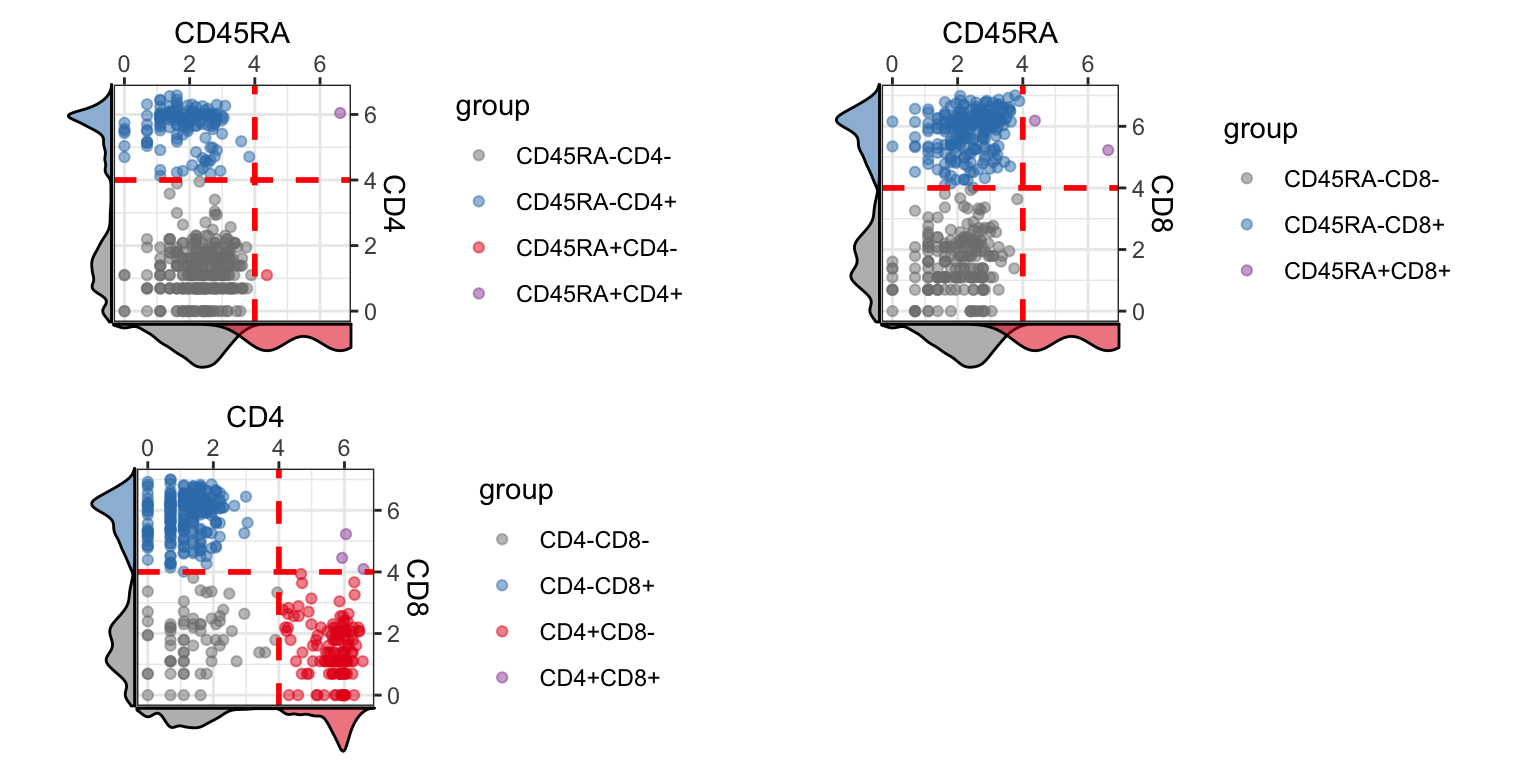 CD45RA
0 2 4 6
6
4
2
0
CD4
group
CD45RA-CD4-
CD45RA-CD4+
CD45RA+CD4-
CD45RA+CD4+
CD45RA
0 2 4 6
6
4
2
0
CD8
group
CD45RA-CD8-
CD45RA-CD8+
CD45RA+CD8+
CD4
0 2 4 6
6
4
2
0
CD8
group
CD4-CD8-
CD4-CD8+
CD4+CD8-
CD4+CD8+